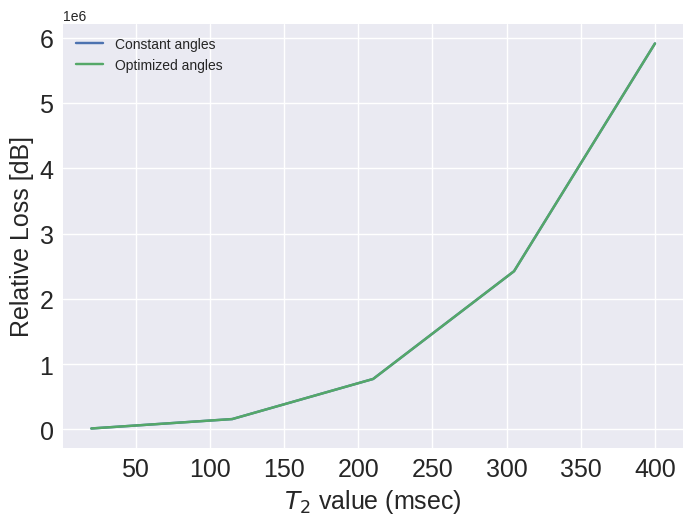 1e6
Constant angles
Optimized angles
6
5
4
3
2
1
0
Relative Loss [dB]
50 100 150 200 250 300 350 400
$T_2$ value (msec)